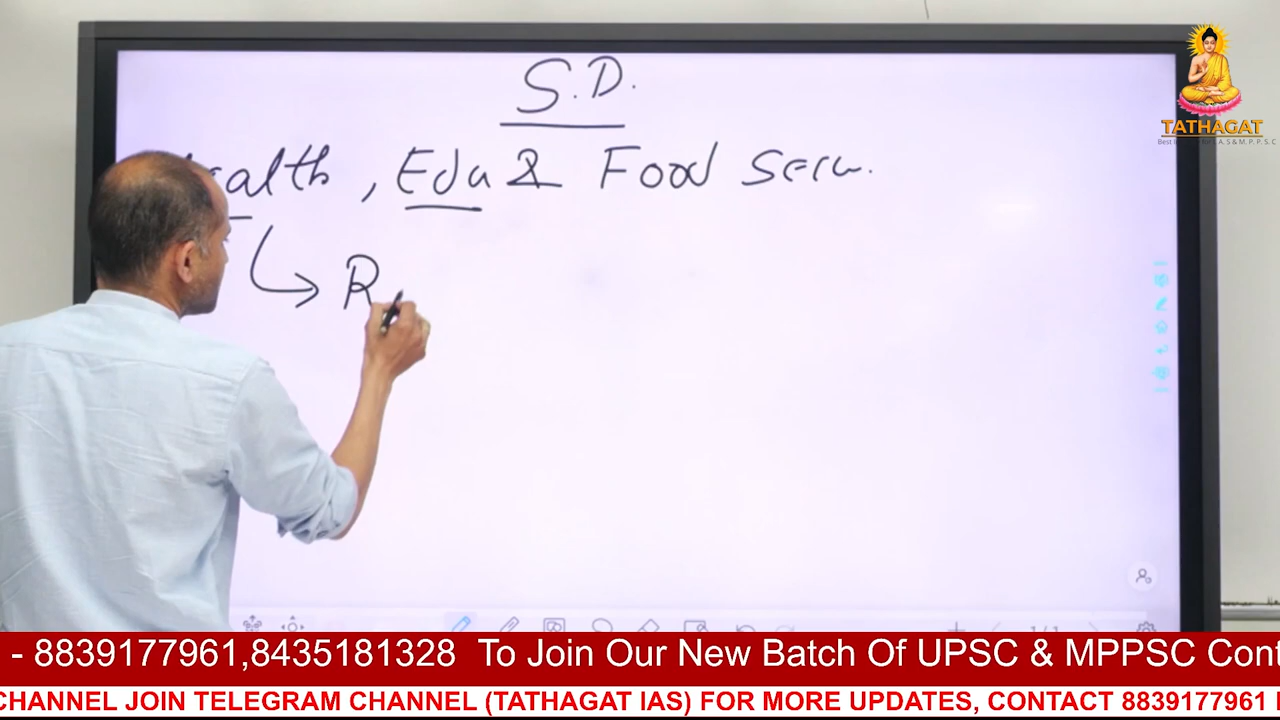 S.D.
alth, Edu & Food Secu.
R
TATHAGAT
- 8839177961,8435181328 To Join Our New Batch Of UPSC & MPPSC Cont
CHANNEL JOIN TELEGRAM CHANNEL (TATHAGAT IAS) FOR MORE UPDATES, CONTACT 8839177961